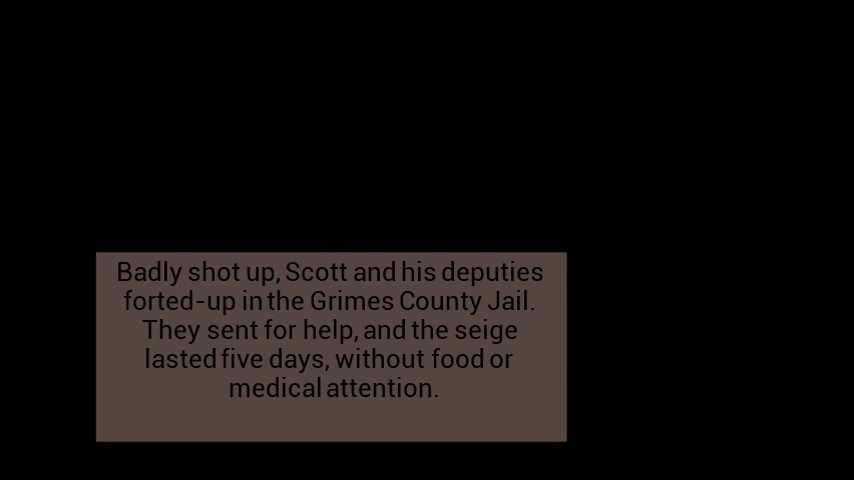 Badly shot up, Scott and his deputies
forted-up in the Grimes County Jail.
They sent for help, and the seige
lasted five days, without food or
medical attention.